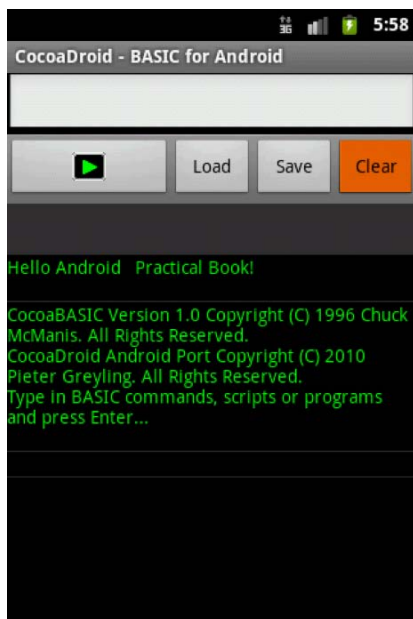 3G 5:58
CocoaDroid - BASIC for Android
Load Save Clear
Hello Android   Practical Book!
CocoaBASIC Version 1.0 Copyright (C) 1996 Chuck
McManis. All Rights Reserved.
CocoaDroid Android Port Copyright (C) 2010
Pieter Greyling. All Rights Reserved.
Type in BASIC commands, scripts or programs
and press Enter...